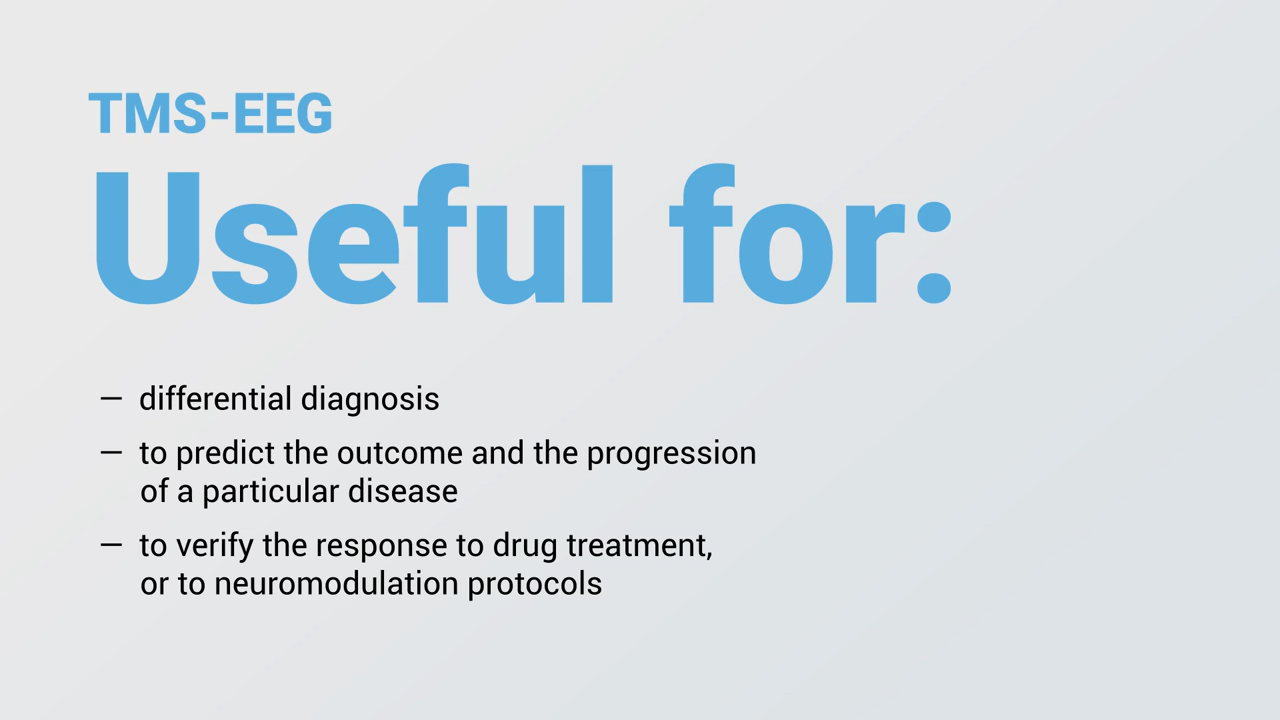 TMS-EEG
Useful for:
— differential diagnosis
— to predict the outcome and the progression
of a particular disease
— to verify the response to drug treatment,
or to neuromodulation protocols